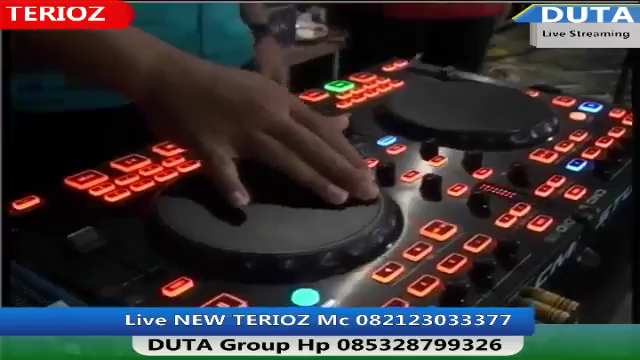 TERIOZ
DUTA
Live Streaming
Live NEW TERIOZ Mc 082123033377
DUTA Group Hp 085328799326